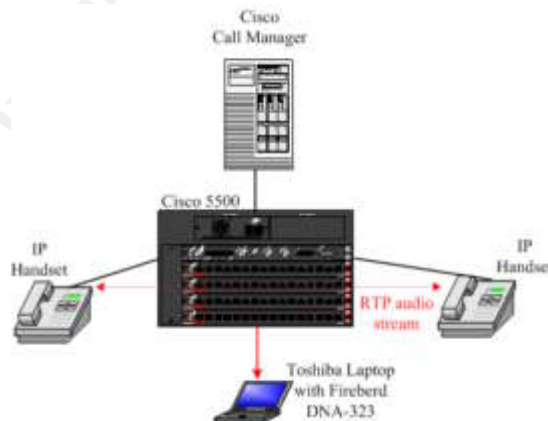 Cisco
Call Manager
Cisco 5500
IP
Handset
IP
Handse
RTP audio
stream
Toshiba Laptop
with Fireberd
DNA-323